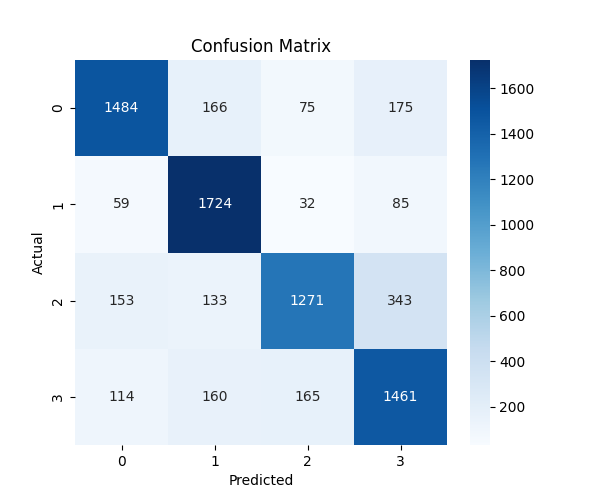 Confusion Matrix
Actual
0 1484 166 75 175
1 59 1724 32 85
2 153 133 1271 343
3 114 160 165 1461
0 1 2 3
Predicted
1600
1400
1200
1000
800
600
400
200